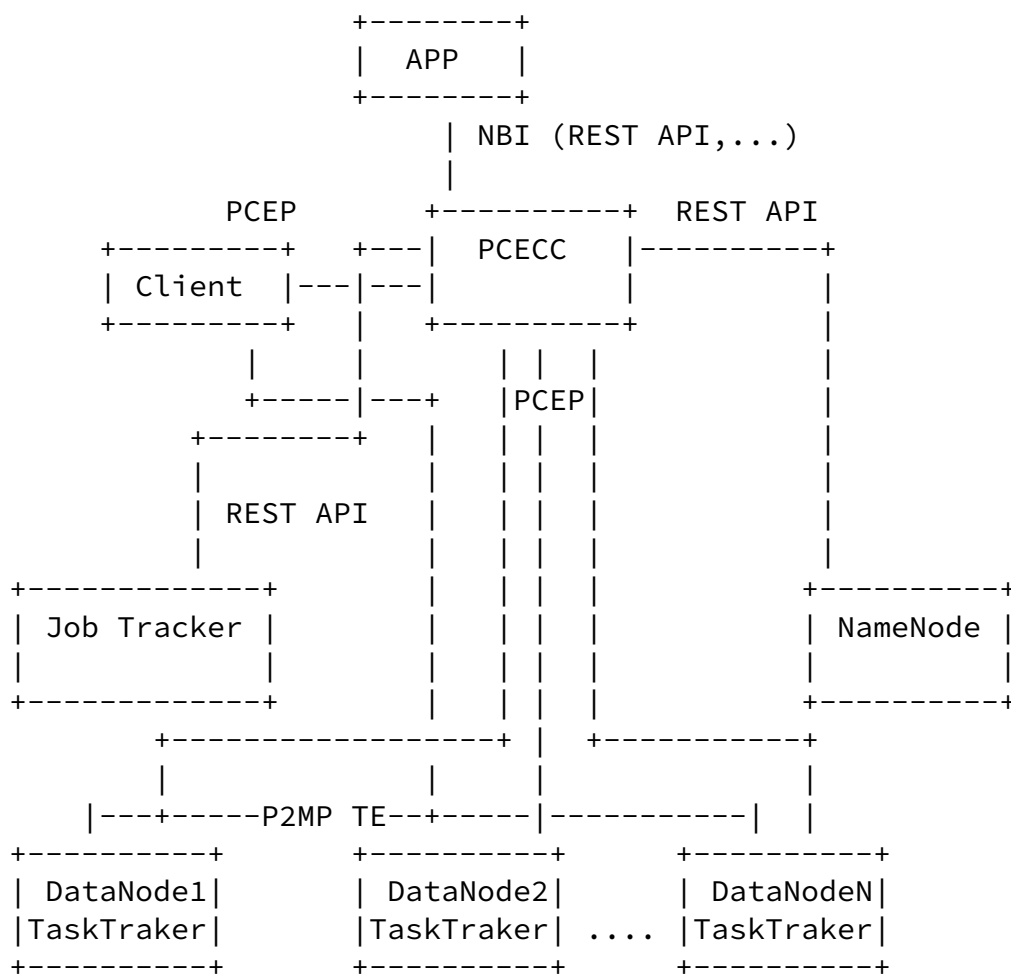 APP
NBI (REST API,...)
PCEP REST API
PCECC
Client
PCEP
REST API
Job Tracker NameNode
P2MP TE
DataNode1 DataNode2 DataNodeN
TaskTraker TaskTraker .... TaskTraker